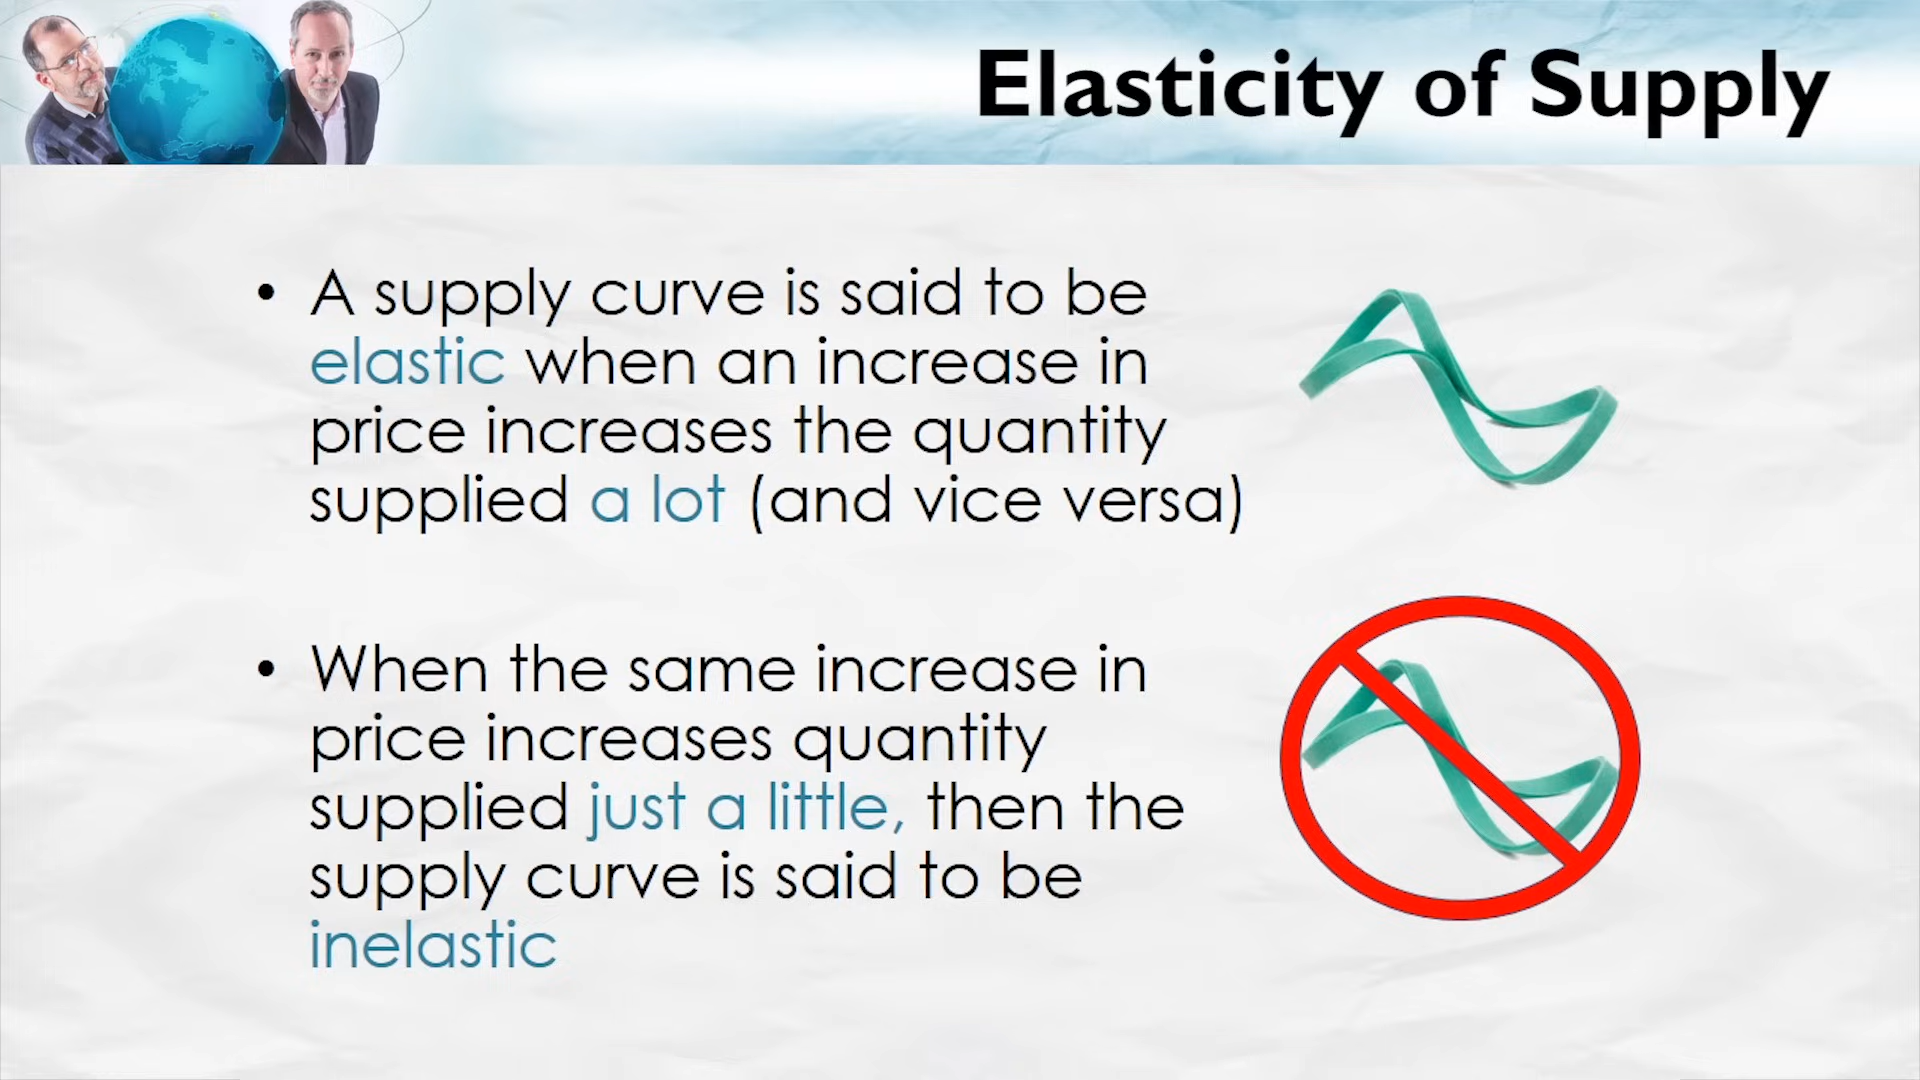 Elasticity of Supply
• A supply curve is said to be
elastic when an increase in
price increases the quantity
supplied a lot (and vice versa)
• When the same increase in
price increases quantity
supplied just a little, then the
supply curve is said to be
inelastic